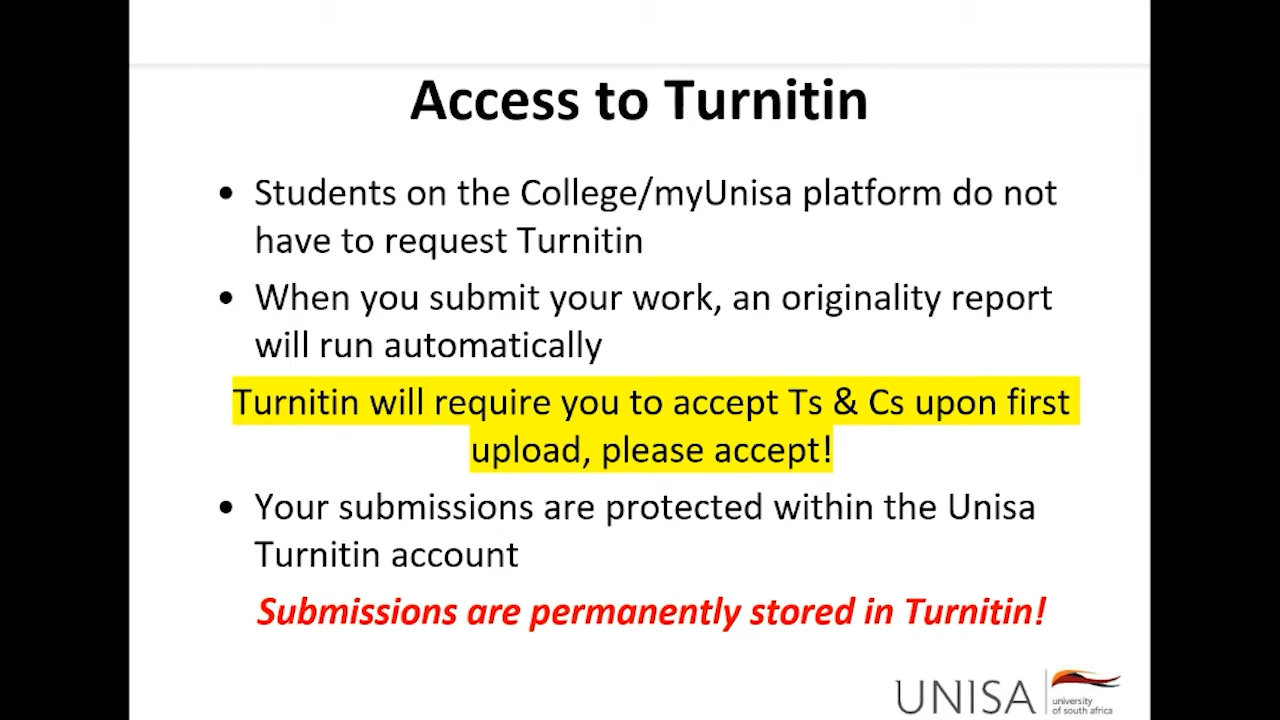 Access to Turnitin
• Students on the College/myUnisa platform do not
have to request Turnitin
• When you submit your work, an originality report
will run automatically
Turnitin will require you to accept Ts & Cs upon first
upload, please accept!
• Your submissions are protected within the Unisa
Turnitin account
Submissions are permanently stored in Turnitin!
UNISA
university
of south africa